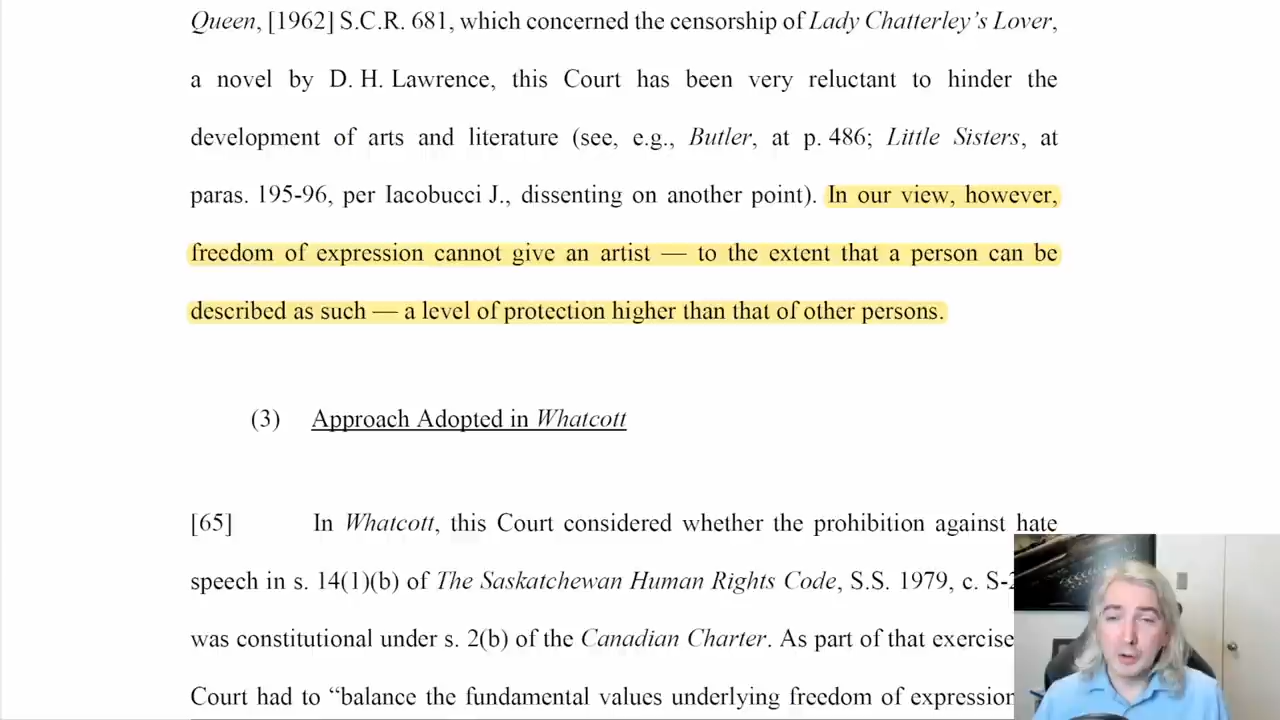 Queen, [1962] S.C.R. 681, which concerned the censorship of Lady Chatterley’s Lover,
a novel by D. H. Lawrence, this Court has been very reluctant to hinder the
development of arts and literature (see, e.g., Butler, at p. 486; Little Sisters, at
paras. 195-96, per Iacobucci J., dissenting on another point). In our view, however,
freedom of expression cannot give an artist — to the extent that a person can be
described as such — a level of protection higher than that of other persons.
(3) Approach Adopted in Whatcott
[65] In Whatcott, this Court considered whether the prohibition against hate
speech in s. 14(1)(b) of The Saskatchewan Human Rights Code, S.S. 1979, c.
was constitutional under s. 2(b) of the Canadian Charter. As part of that exercise
Court had to “balance the fundamental values underlying freedom of expression